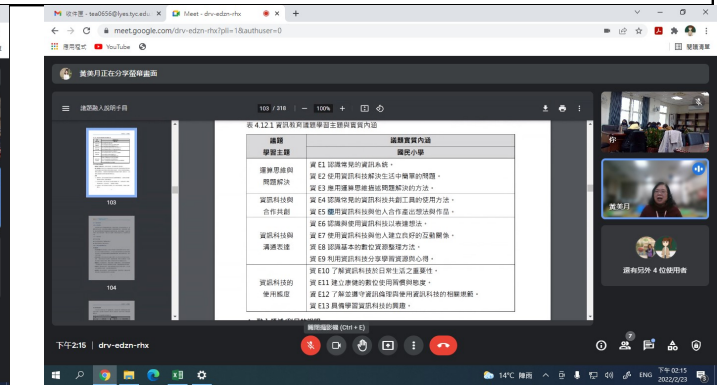 收件匣 - tea0656@lyes.tyc.edu
Meet - drv-edzn-rhx
meet.google.com/drv-edzn-rhx?pli=1&authuser=0
應用程式 YouTube Google
閱讀清單
黃美月正在分享螢幕畫面
議題融入說明手冊
103 / 316 100%
表 4.12.1 資訊教育議題學習主題與實質內涵
議題
學習主題
議題實質內涵
國民小學
運算思維與
問題解決
資 E1 認識常見的資訊系統。
資 E2 使用資訊科技解決生活中簡單的問題。
資 E3 應用運算思維描述問題解決的方法。
資訊科技與
合作共創
資 E4 認識常見的資訊科技共創工具的使用方法。
資 E5 使用資訊科技與他人合作產出想法與作品。
資訊科技與
溝通表達
資 E6 認識與使用資訊科技以表達想法。
資 E7 使用資訊科技與他人建立良好的互動關係。
資 E8 認識基本的數位資源整理方法。
資 E9 利用資訊科技分享學習資源與心得。
資訊科技的
使用態度
資 E10 了解資訊科技於日常生活之重要性。
資 E11 建立康健的數位使用習慣與態度。
資 E12 了解並遵守資訊倫理與使用資訊科技的相關規範。
資 E13 具備學習資訊科技的興趣。
103
104
你
黃美月
還有另外 4 位使用者
關閉攝影機 (Ctrl + E)
下午2:15 | drv-edzn-rhx
7
14°C 陣雨
ENG
下午 02:15
2022/2/23